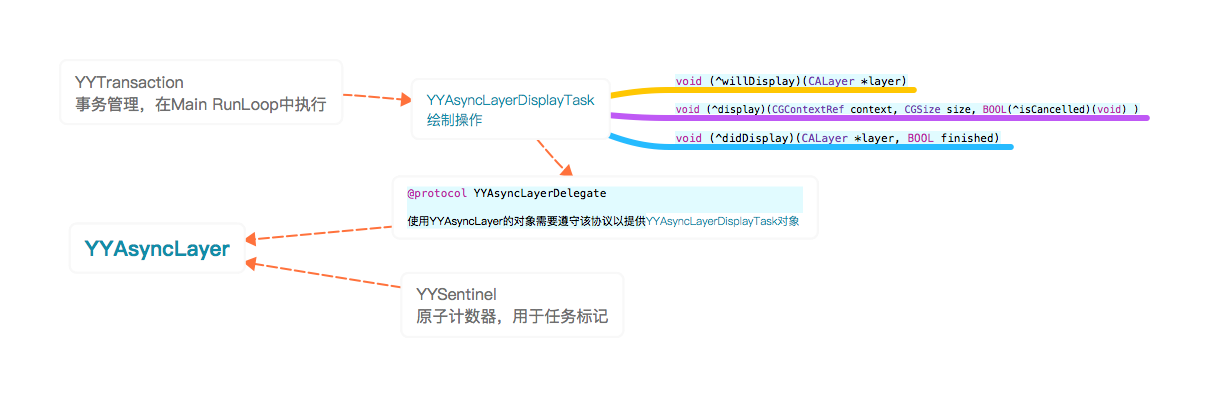 YYTransaction
事务管理，在Main RunLoop中执行
YYAsyncLayerDisplayTask
绘制操作
void (^willDisplay)(CALayer *layer)
void (^display)(CGContextRef context, CGSize size, BOOL(^isCancelled)(void) )
void (^didDisplay)(CALayer *layer, BOOL finished)
@protocol YYAsyncLayerDelegate
使用YYAsyncLayer的对象需要遵守该协议以提供YYAsyncLayerDisplayTask对象
YYAsyncLayer
YYSentinel
原子计数器，用于任务标记